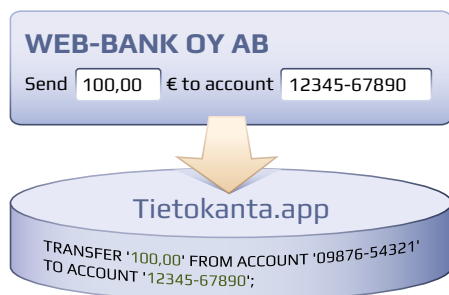 WEB-BANK OY AB
Send 100,00 € to account 12345-67890
Tietokanta.app
TRANSFER '100,00' FROM ACCOUNT '09876-54321'
TO ACCOUNT '12345-67890';